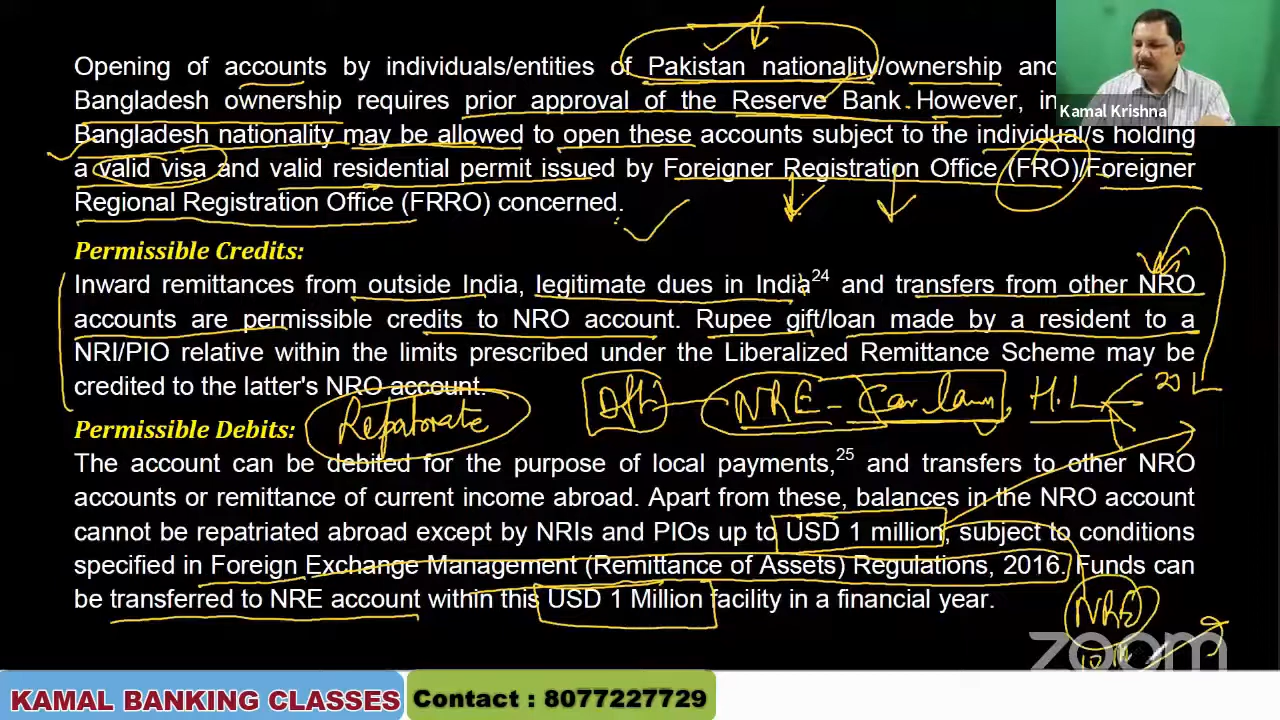 Opening of accounts by individuals/entities of Pakistan nationality/ownership and
Bangladesh ownership requires prior approval of the Reserve Bank. However, in
Kamal Krishna
Bangladesh nationality may be allowed to open these accounts subject to the individual/s holding
a valid visa and valid residential permit issued by Foreigner Registration Office (FRO)/Foreigner
Regional Registration Office (FRRO) concerned.
Permissible Credits:
Inward remittances from outside India, legitimate dues in India24 and transfers from other NRO
accounts are permissible credits to NRO account. Rupee gift/loan made by a resident to a
NRI/PIO relative within the limits prescribed under the Liberalized Remittance Scheme may be
credited to the latter's NRO account.
NRE - Car loan, H.L 20 L
Permissible Debits:
Repatorate
The account can be debited for the purpose of local payments,25 and transfers to other NRO
accounts or remittance of current income abroad. Apart from these, balances in the NRO account
cannot be repatriated abroad except by NRIs and PIOs up to USD 1 million, subject to conditions
specified in Foreign Exchange Management (Remittance of Assets) Regulations, 2016. Funds can
be transferred to NRE account within this USD 1 Million facility in a financial year.
NRE
zoom
KAMAL BANKING CLASSES
Contact : 8077227729